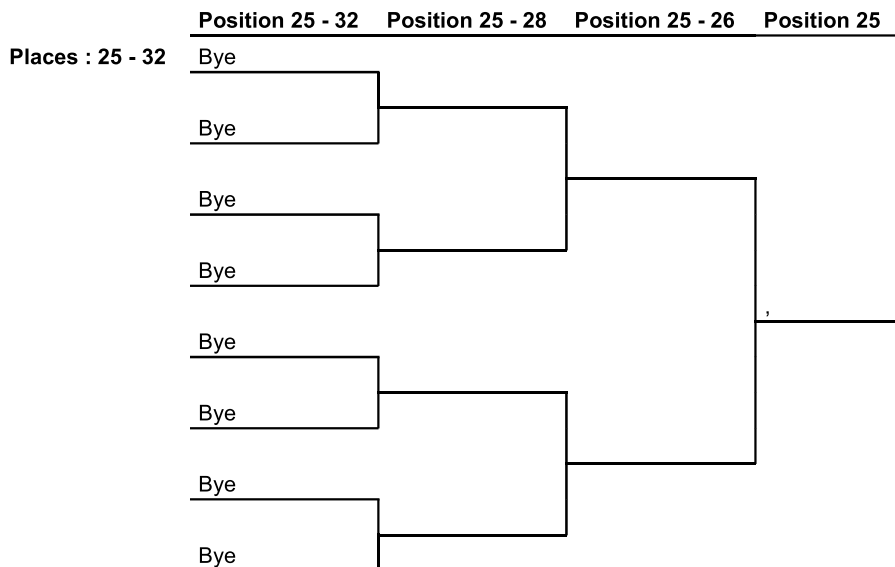 Position 25 - 32 Position 25 - 28 Position 25 - 26 Position 25
Places : 25 - 32 Bye
Bye
Bye
Bye
Bye
Bye
Bye
Bye
,